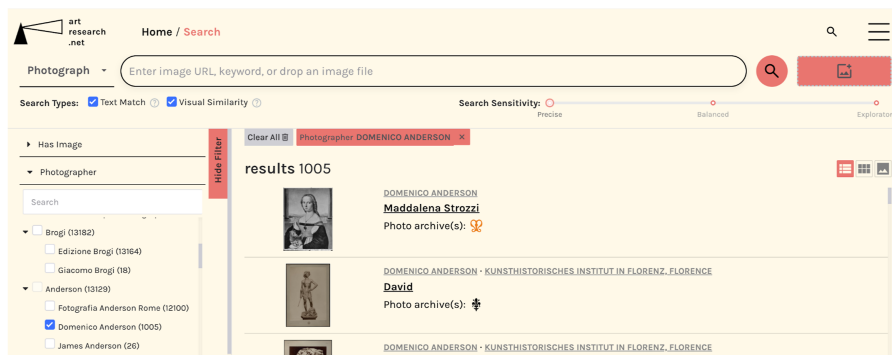 art
research
.net
Home / Search
Photograph
Enter image URL, keyword, or drop an image file
Search Types: Text Match ? Visual Similarity ?
Search Sensitivity:
Precise
Balanced
Explorator
Has Image
Photographer
Search
Brogi (13182)
Edizione Brogi (13164)
Giacomo Brogi (18)
Anderson (13129)
Fotografia Anderson Rome (12100)
Domenico Anderson (1005)
James Anderson (26)
Hide Filter
Clear All
Photographer DOMENICO ANDERSON ×
results 1005
DOMENICO ANDERSON
Maddalena Strozzi
Photo archive(s):
DOMENICO ANDERSON · KUNSTHISTORISCHES INSTITUT IN FLORENZ, FLORENCE
David
Photo archive(s):
DOMENICO ANDERSON · KUNSTHISTORISCHES INSTITUT IN FLORENZ, FLORENCE